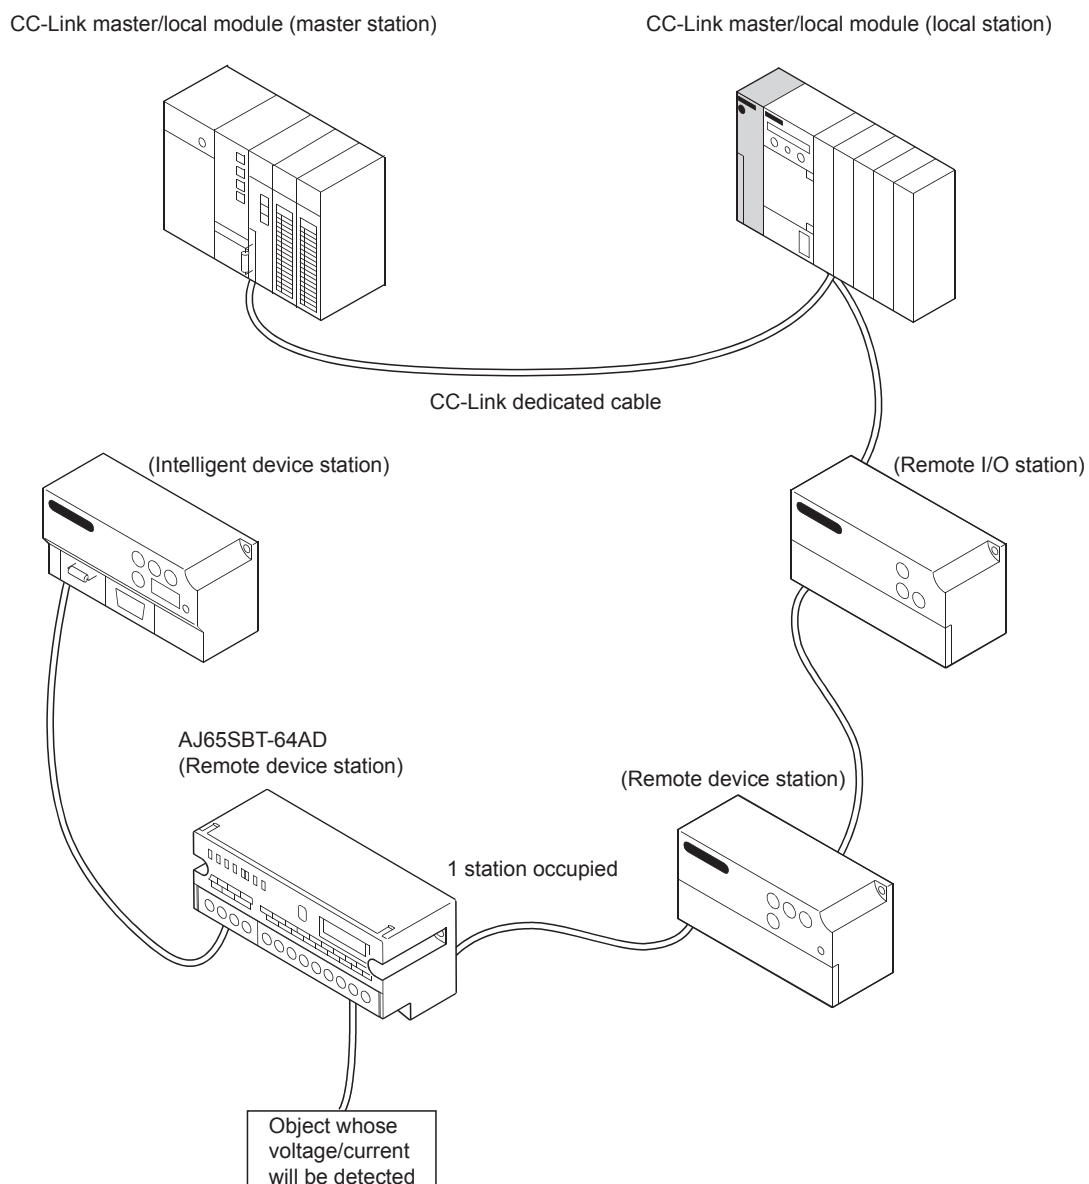 CC-Link master/local module (master station)
CC-Link master/local module (local station)
CC-Link dedicated cable
(Intelligent device station)
(Remote I/O station)
AJ65SBT-64AD
(Remote device station)
(Remote device station)
1 station occupied
Object whose
voltage/current
will be detected